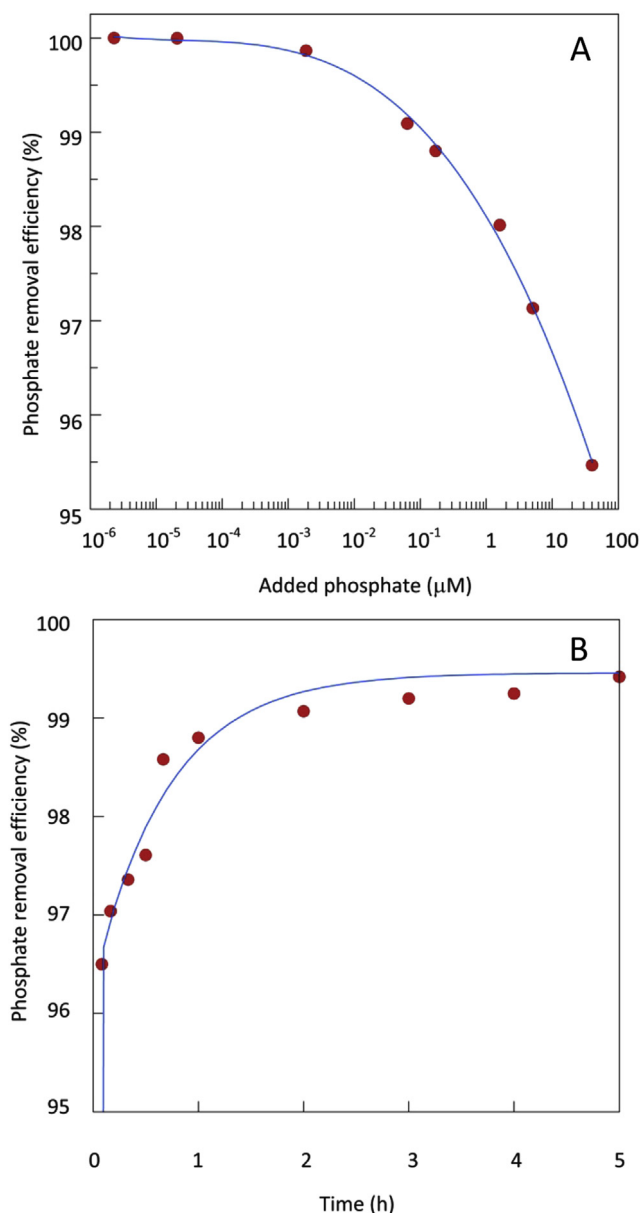 A
Phosphate removal efficiency (%)
100
99
98
97
96
95
10⁻⁶ 10⁻⁵ 10⁻⁴ 10⁻³ 10⁻² 10⁻¹ 1 10 100
Added phosphate (µM)
B
Phosphate removal efficiency (%)
100
99
98
97
96
95
0 1 2 3 4 5
Time (h)